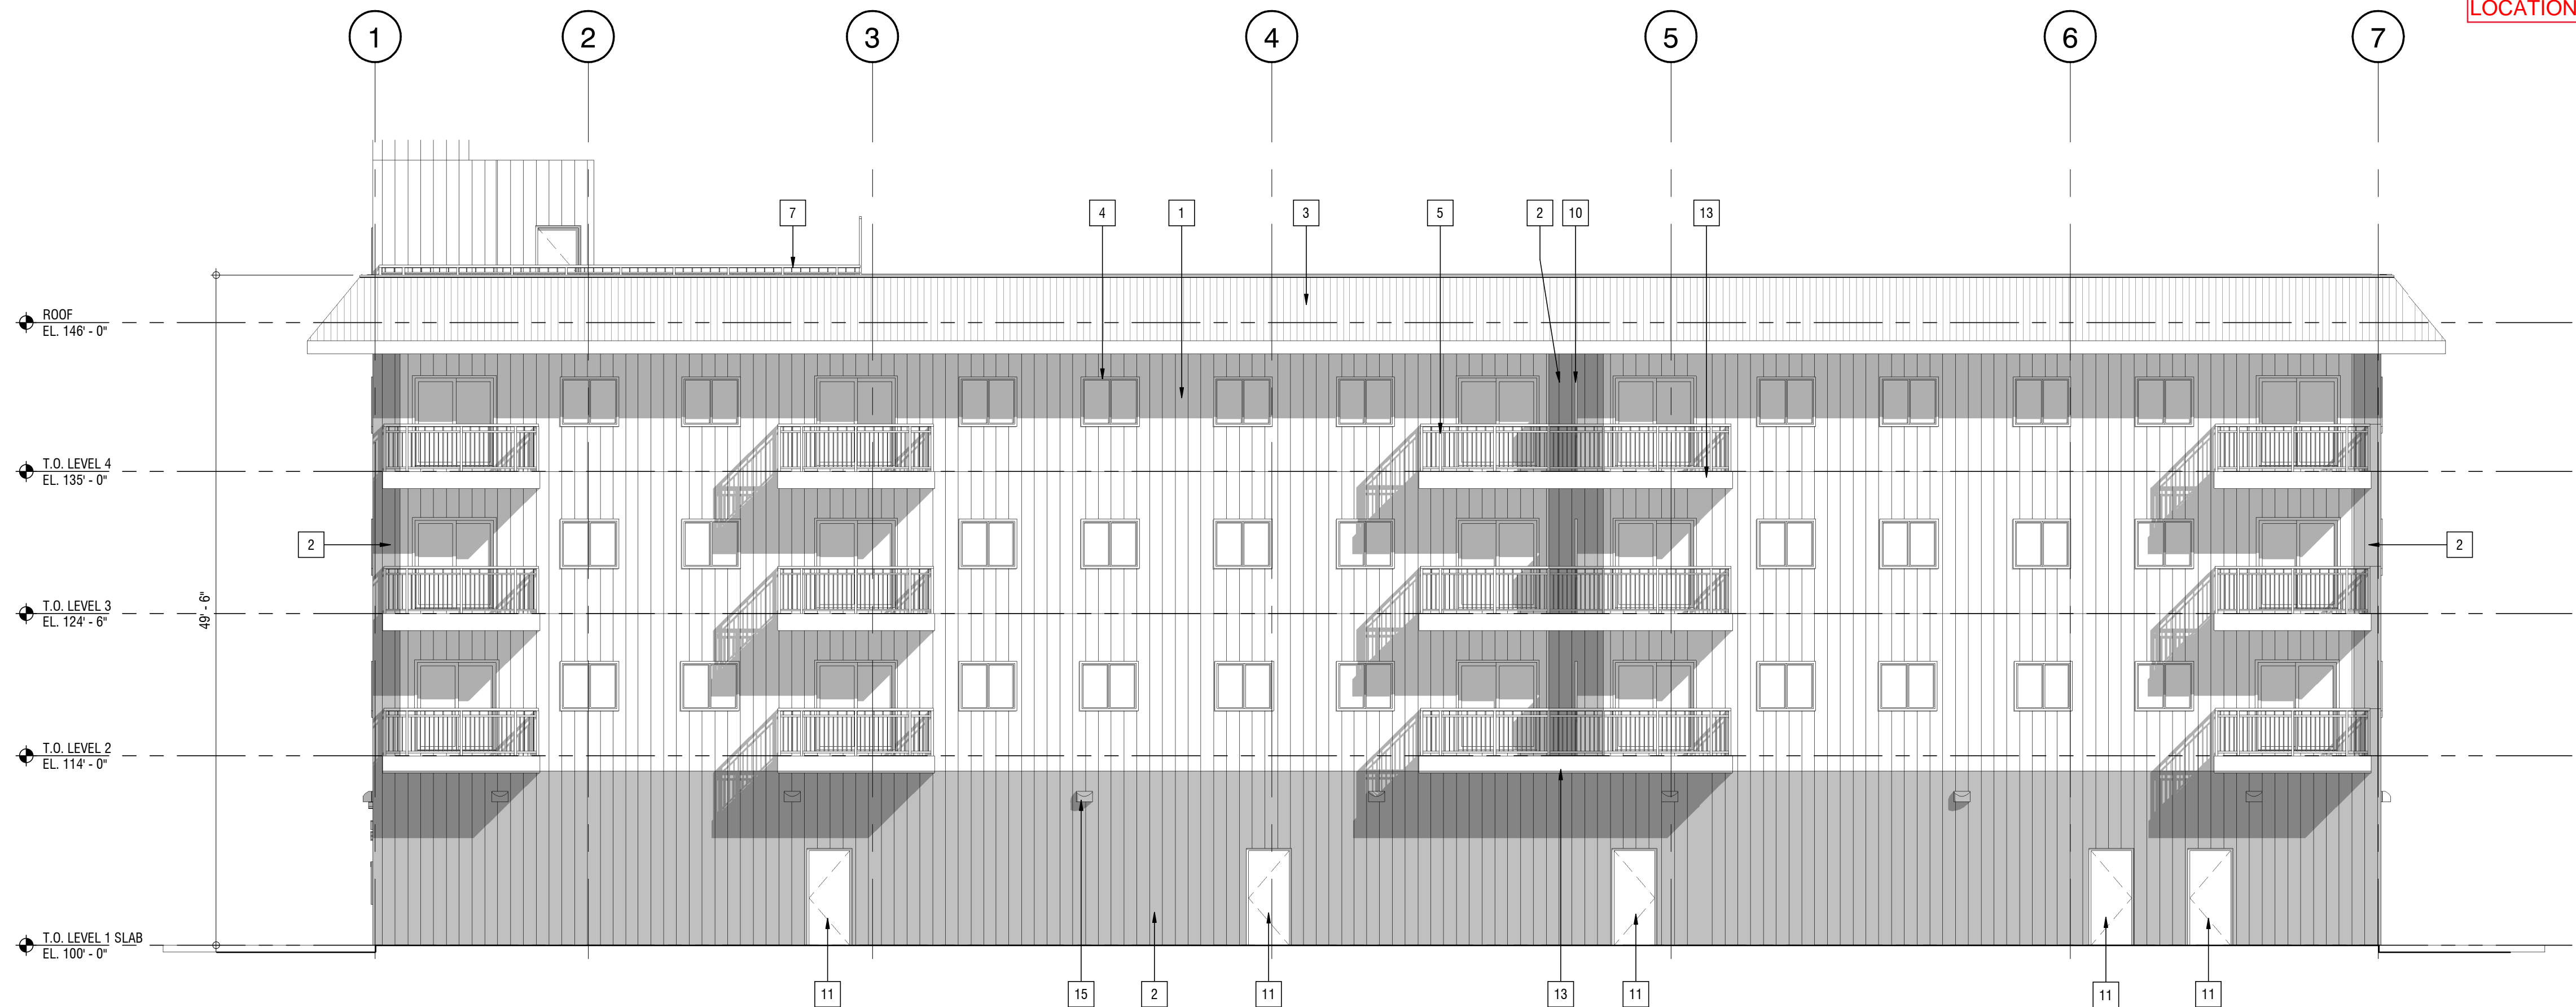 LOCATION
1
2
3
4
5
6
7
7
4
1
3
5
2
10
13
ROOF
EL. 146' - 0"
T.O. LEVEL 4
EL. 135' - 0"
2
2
49' - 6"
T.O. LEVEL 3
EL. 124' - 6"
T.O. LEVEL 2
EL. 114' - 0"
T.O. LEVEL 1 SLAB
EL. 100' - 0"
11
15
2
11
13
11
11
11